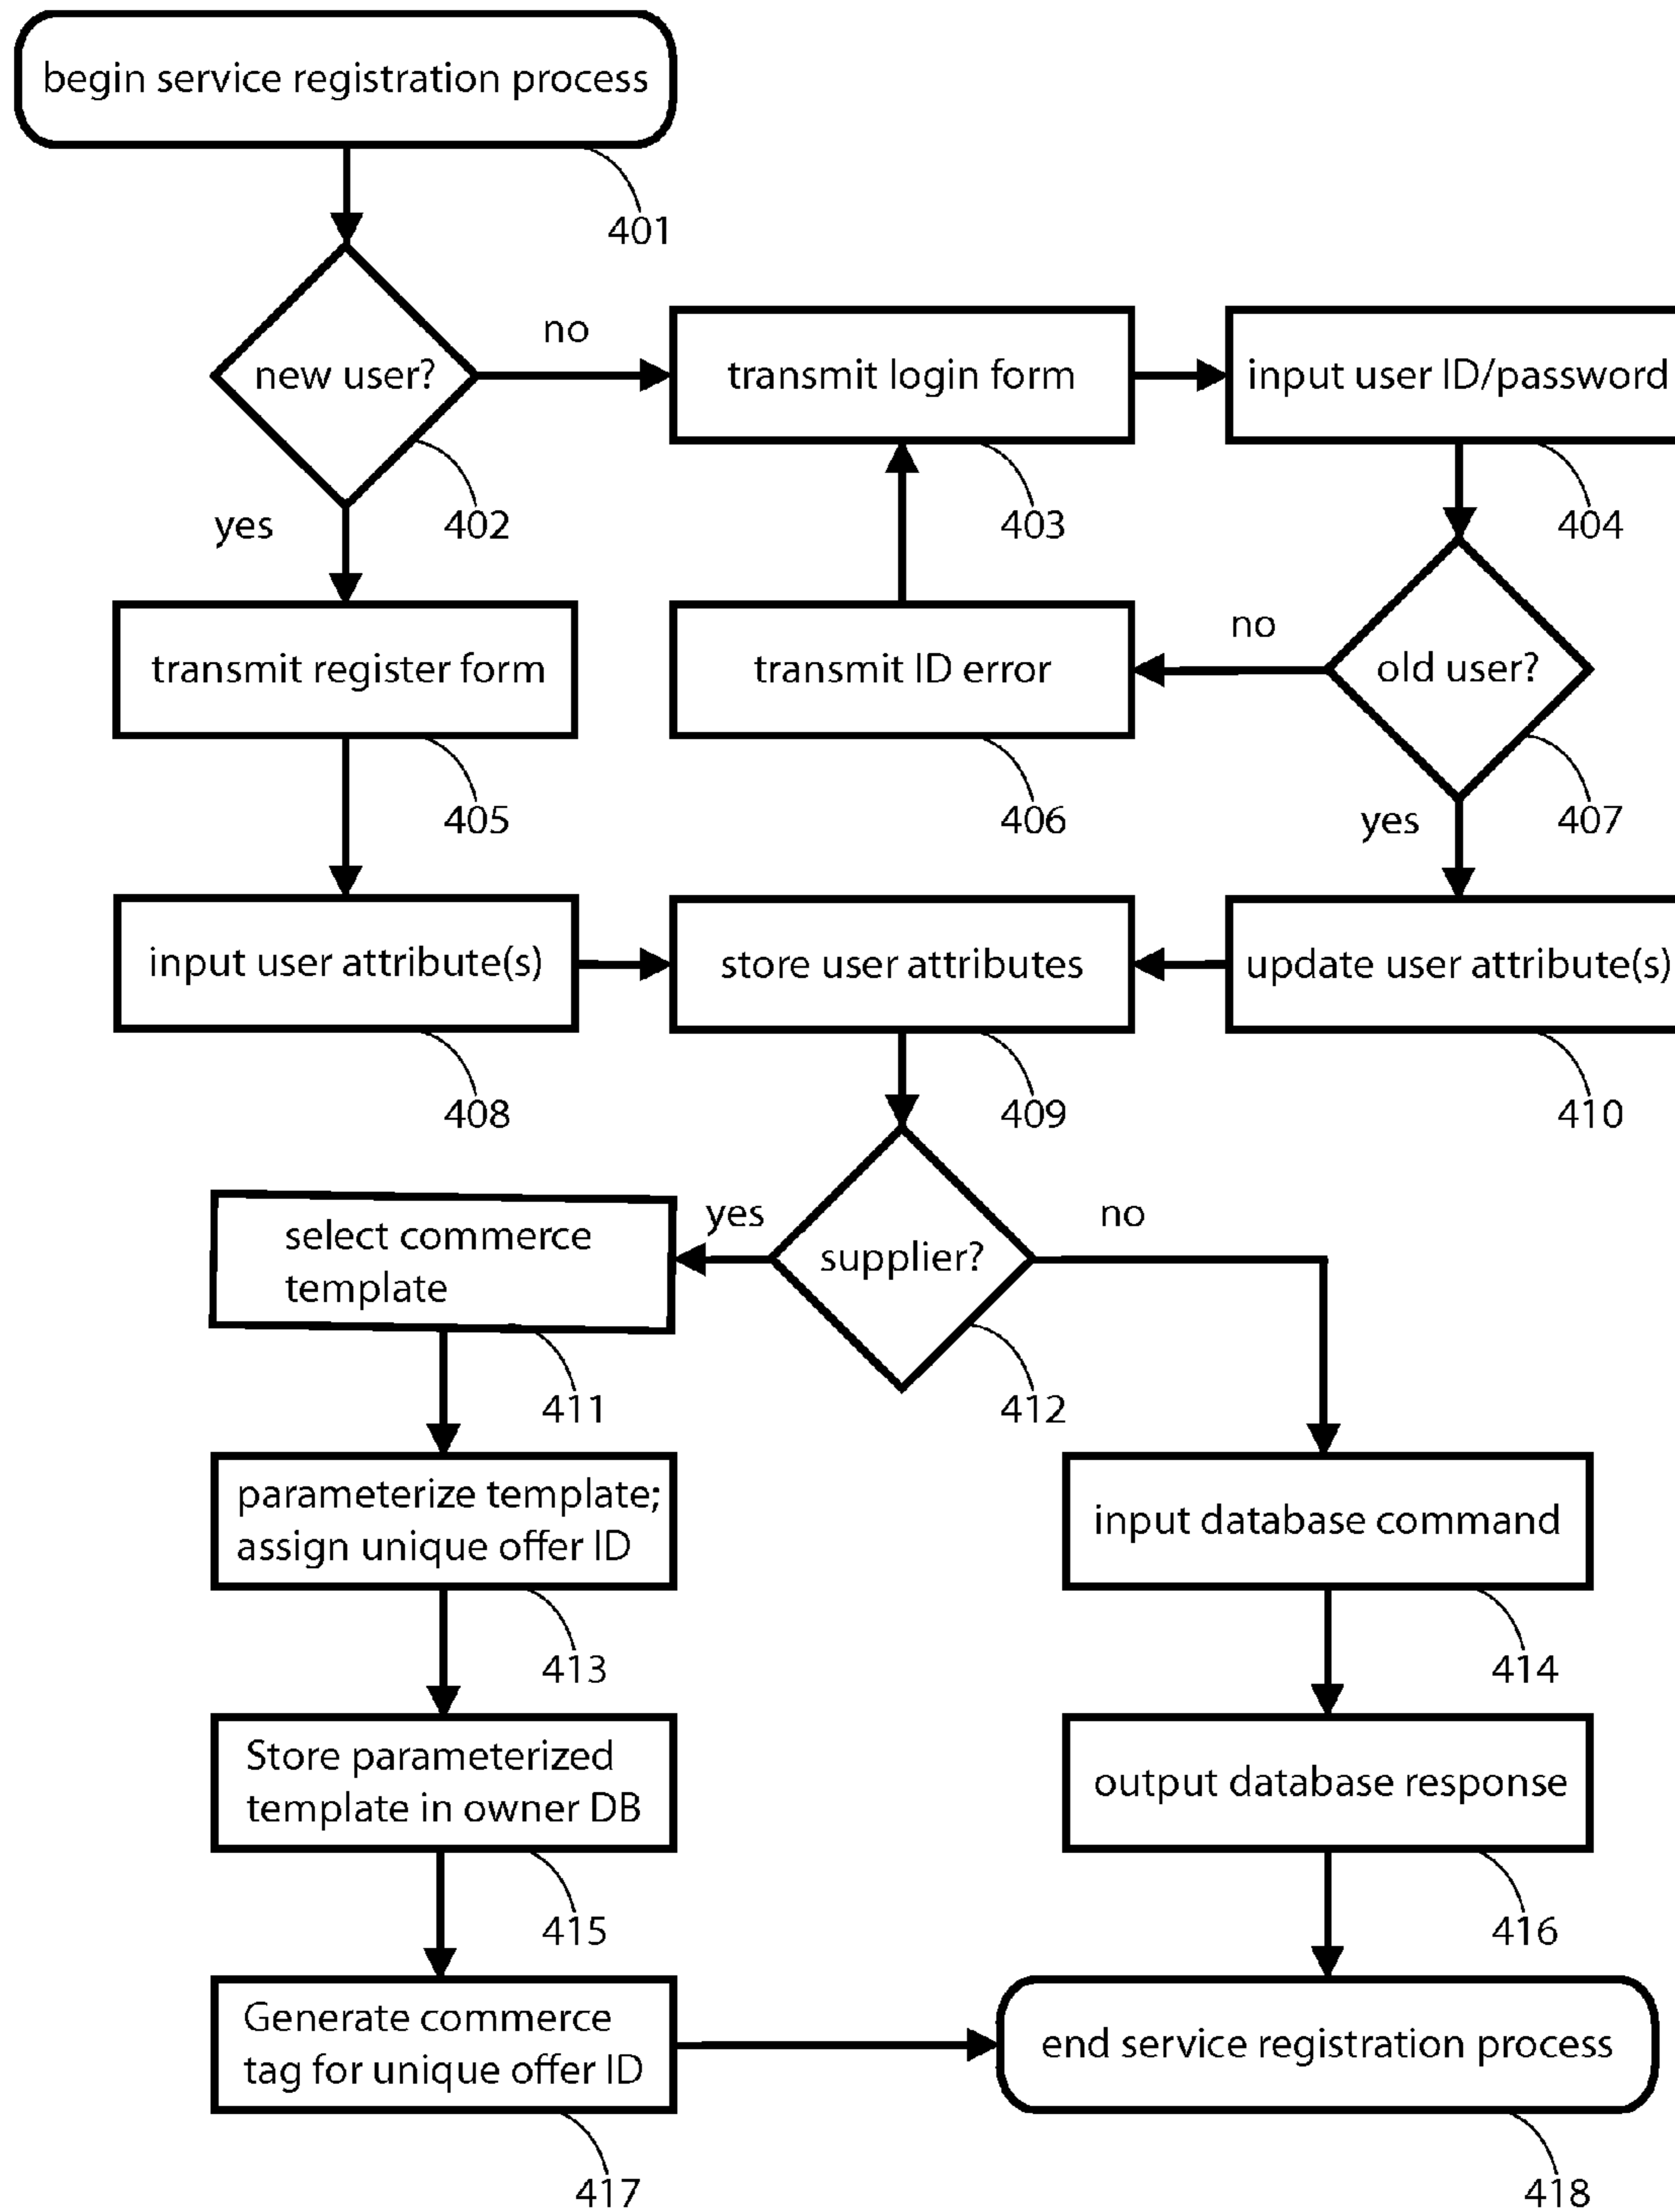 begin service registration process
401
no
new user?
transmit login form
input user ID/password
402
403
404
yes
transmit register form
transmit ID error
no
old user?
405
406
407
yes
input user attribute(s)
store user attributes
update user attribute(s)
408
409
410
select commerce
template
yes
supplier?
no
411
412
parameterize template;
assign unique offer ID
input database command
413
414
Store parameterized
template in owner DB
output database response
415
416
Generate commerce
tag for unique offer ID
end service registration process
417
418